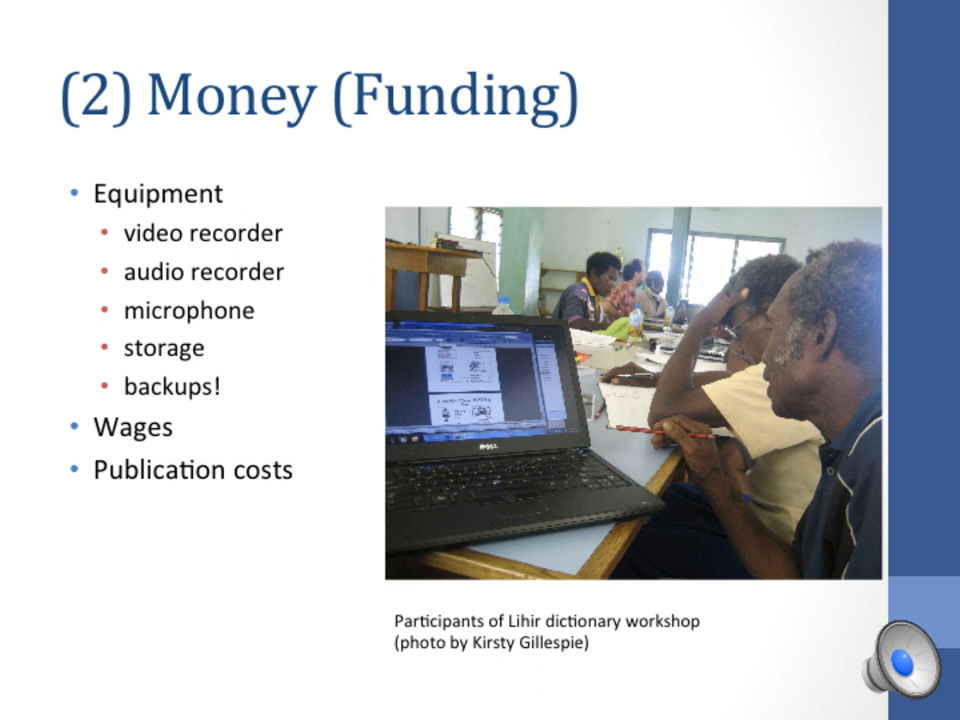 (2) Money (Funding)
• Equipment
• video recorder
• audio recorder
• microphone
• storage
• backups!
• Wages
• Publication costs
DELL
Participants of Lihir dictionary workshop
(photo by Kirsty Gillespie)